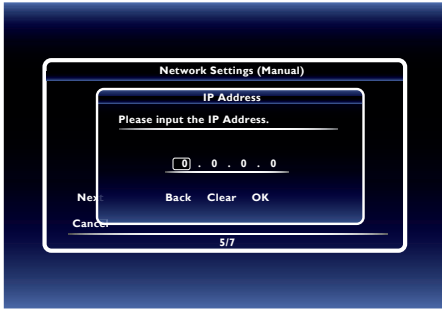 Network Settings (Manual)
IP Address
Please input the IP Address.
0 . 0 . 0 . 0
Next Back Clear OK
Cancel
5/7